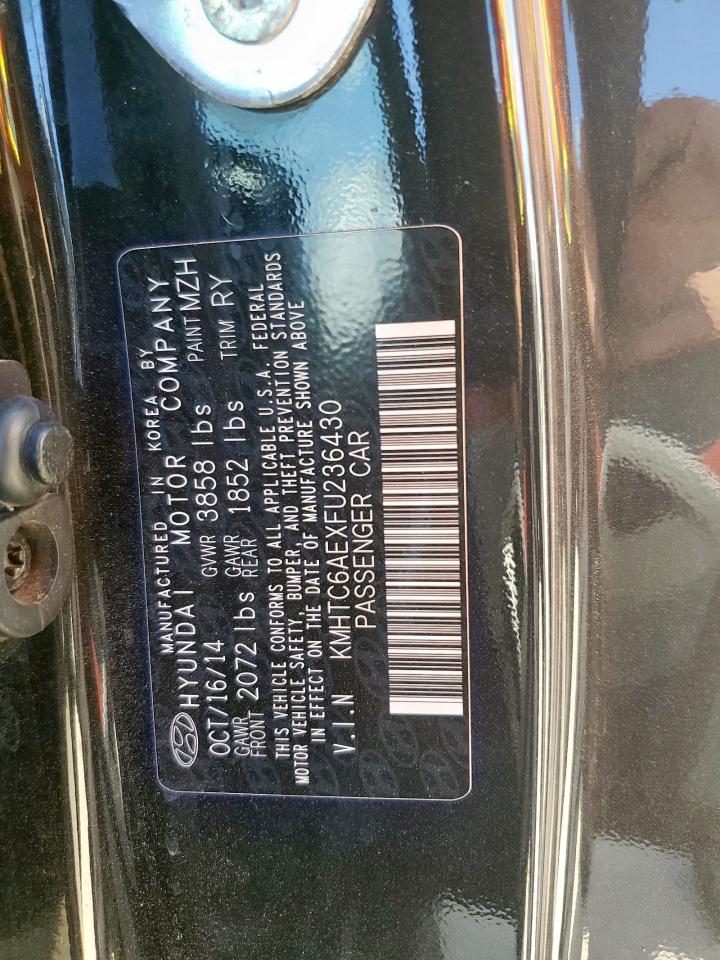 MANUFACTURED IN KOREA BY
HYUNDAI MOTOR COMPANY
OCT/16/14 GVWR 3858 lbs PAINT MZH
GAWR FRONT 2072 lbs GAWR REAR 1852 lbs TRIM RY
THIS VEHICLE CONFORMS TO ALL APPLICABLE U.S.A. FEDERAL
MOTOR VEHICLE SAFETY, BUMPER, AND THEFT PREVENTION STANDARDS
IN EFFECT ON THE DATE OF MANUFACTURE SHOWN ABOVE
V.I.N KMHTC6AEXFU236430
PASSENGER CAR